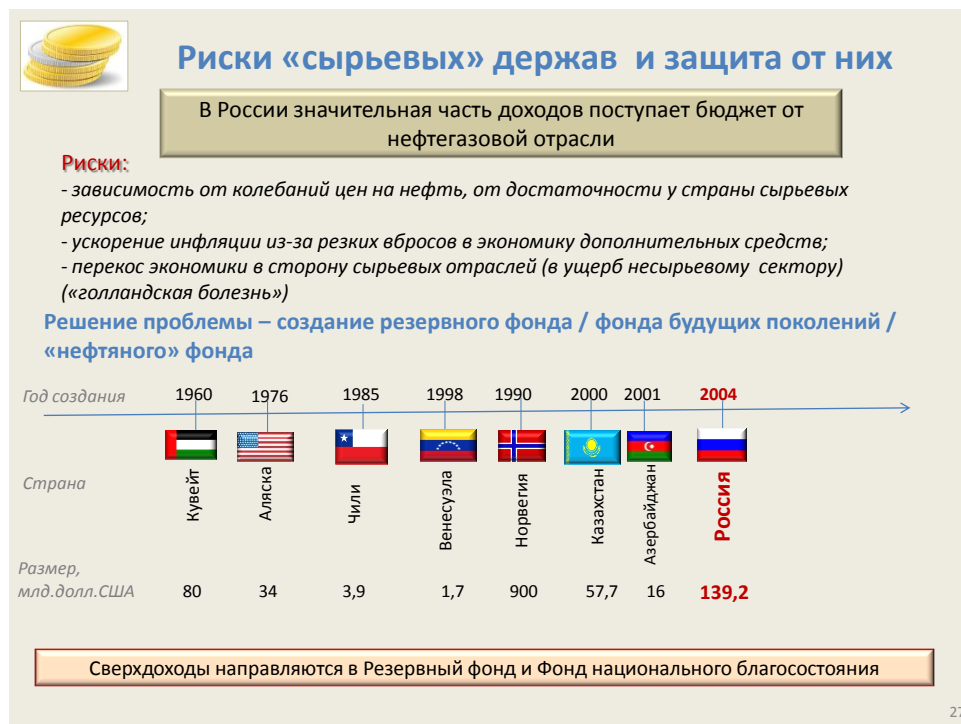 Риски «сырьевых» держав и защита от них
В России значительная часть доходов поступает бюджет от
нефтегазовой отрасли
Риски:
- зависимость от колебаний цен на нефть, от достаточности у страны сырьевых
ресурсов;
- ускорение инфляции из-за резких вбросов в экономику дополнительных средств;
- перекос экономики в сторону сырьевых отраслей (в ущерб несырьевому сектору)
(«голландская болезнь»)
Решение проблемы – создание резервного фонда / фонда будущих поколений /
«нефтяного» фонда
Год создания 1960 1976 1985 1998 1990 2000 2001 2004
Страна Кувейт Аляска Чили Венесуэла Норвегия Казахстан Азербайджан Россия
Размер,
млд.долл.США 80 34 3,9 1,7 900 57,7 16 139,2
Сверхдоходы направляются в Резервный фонд и Фонд национального благосостояния
27